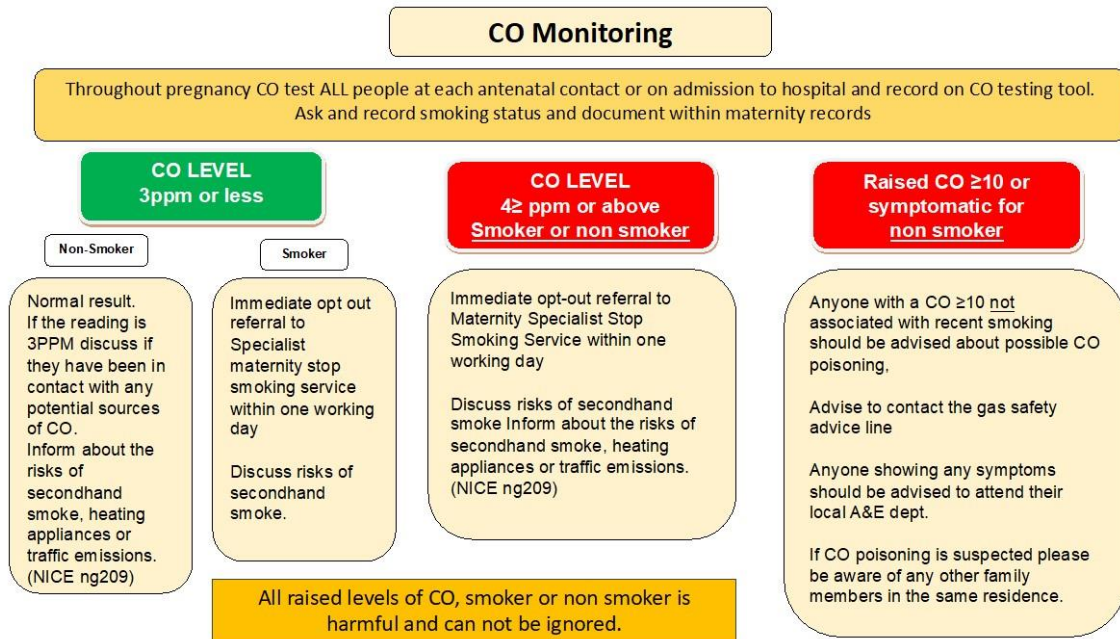 CO Monitoring
Throughout pregnancy CO test ALL people at each antenatal contact or on admission to hospital and record on CO testing tool.
Ask and record smoking status and document within maternity records
CO LEVEL
3ppm or less
Non-Smoker
Normal result.
If the reading is
3PPM discuss if
they have been in
contact with any
potential sources
of CO.
Inform about the
risks of
secondhand
smoke, heating
appliances or
traffic emissions.
(NICE ng209)
Smoker
Immediate opt out
referral to
Specialist
maternity stop
smoking service
within one working
day
Discuss risks of
secondhand
smoke.
CO LEVEL
4≥ ppm or above
Smoker or non smoker
Immediate opt-out referral to
Maternity Specialist Stop
Smoking Service within one
working day
Discuss risks of secondhand
smoke Inform about the risks of
secondhand smoke, heating
appliances or traffic emissions.
(NICE ng209)
Raised CO ≥10 or
symptomatic for
non smoker
Anyone with a CO ≥10 not
associated with recent smoking
should be advised about possible CO
poisoning,
Advise to contact the gas safety
advice line
Anyone showing any symptoms
should be advised to attend their
local A&E dept.
If CO poisoning is suspected please
be aware of any other family
members in the same residence.
All raised levels of CO, smoker or non smoker is
harmful and can not be ignored.